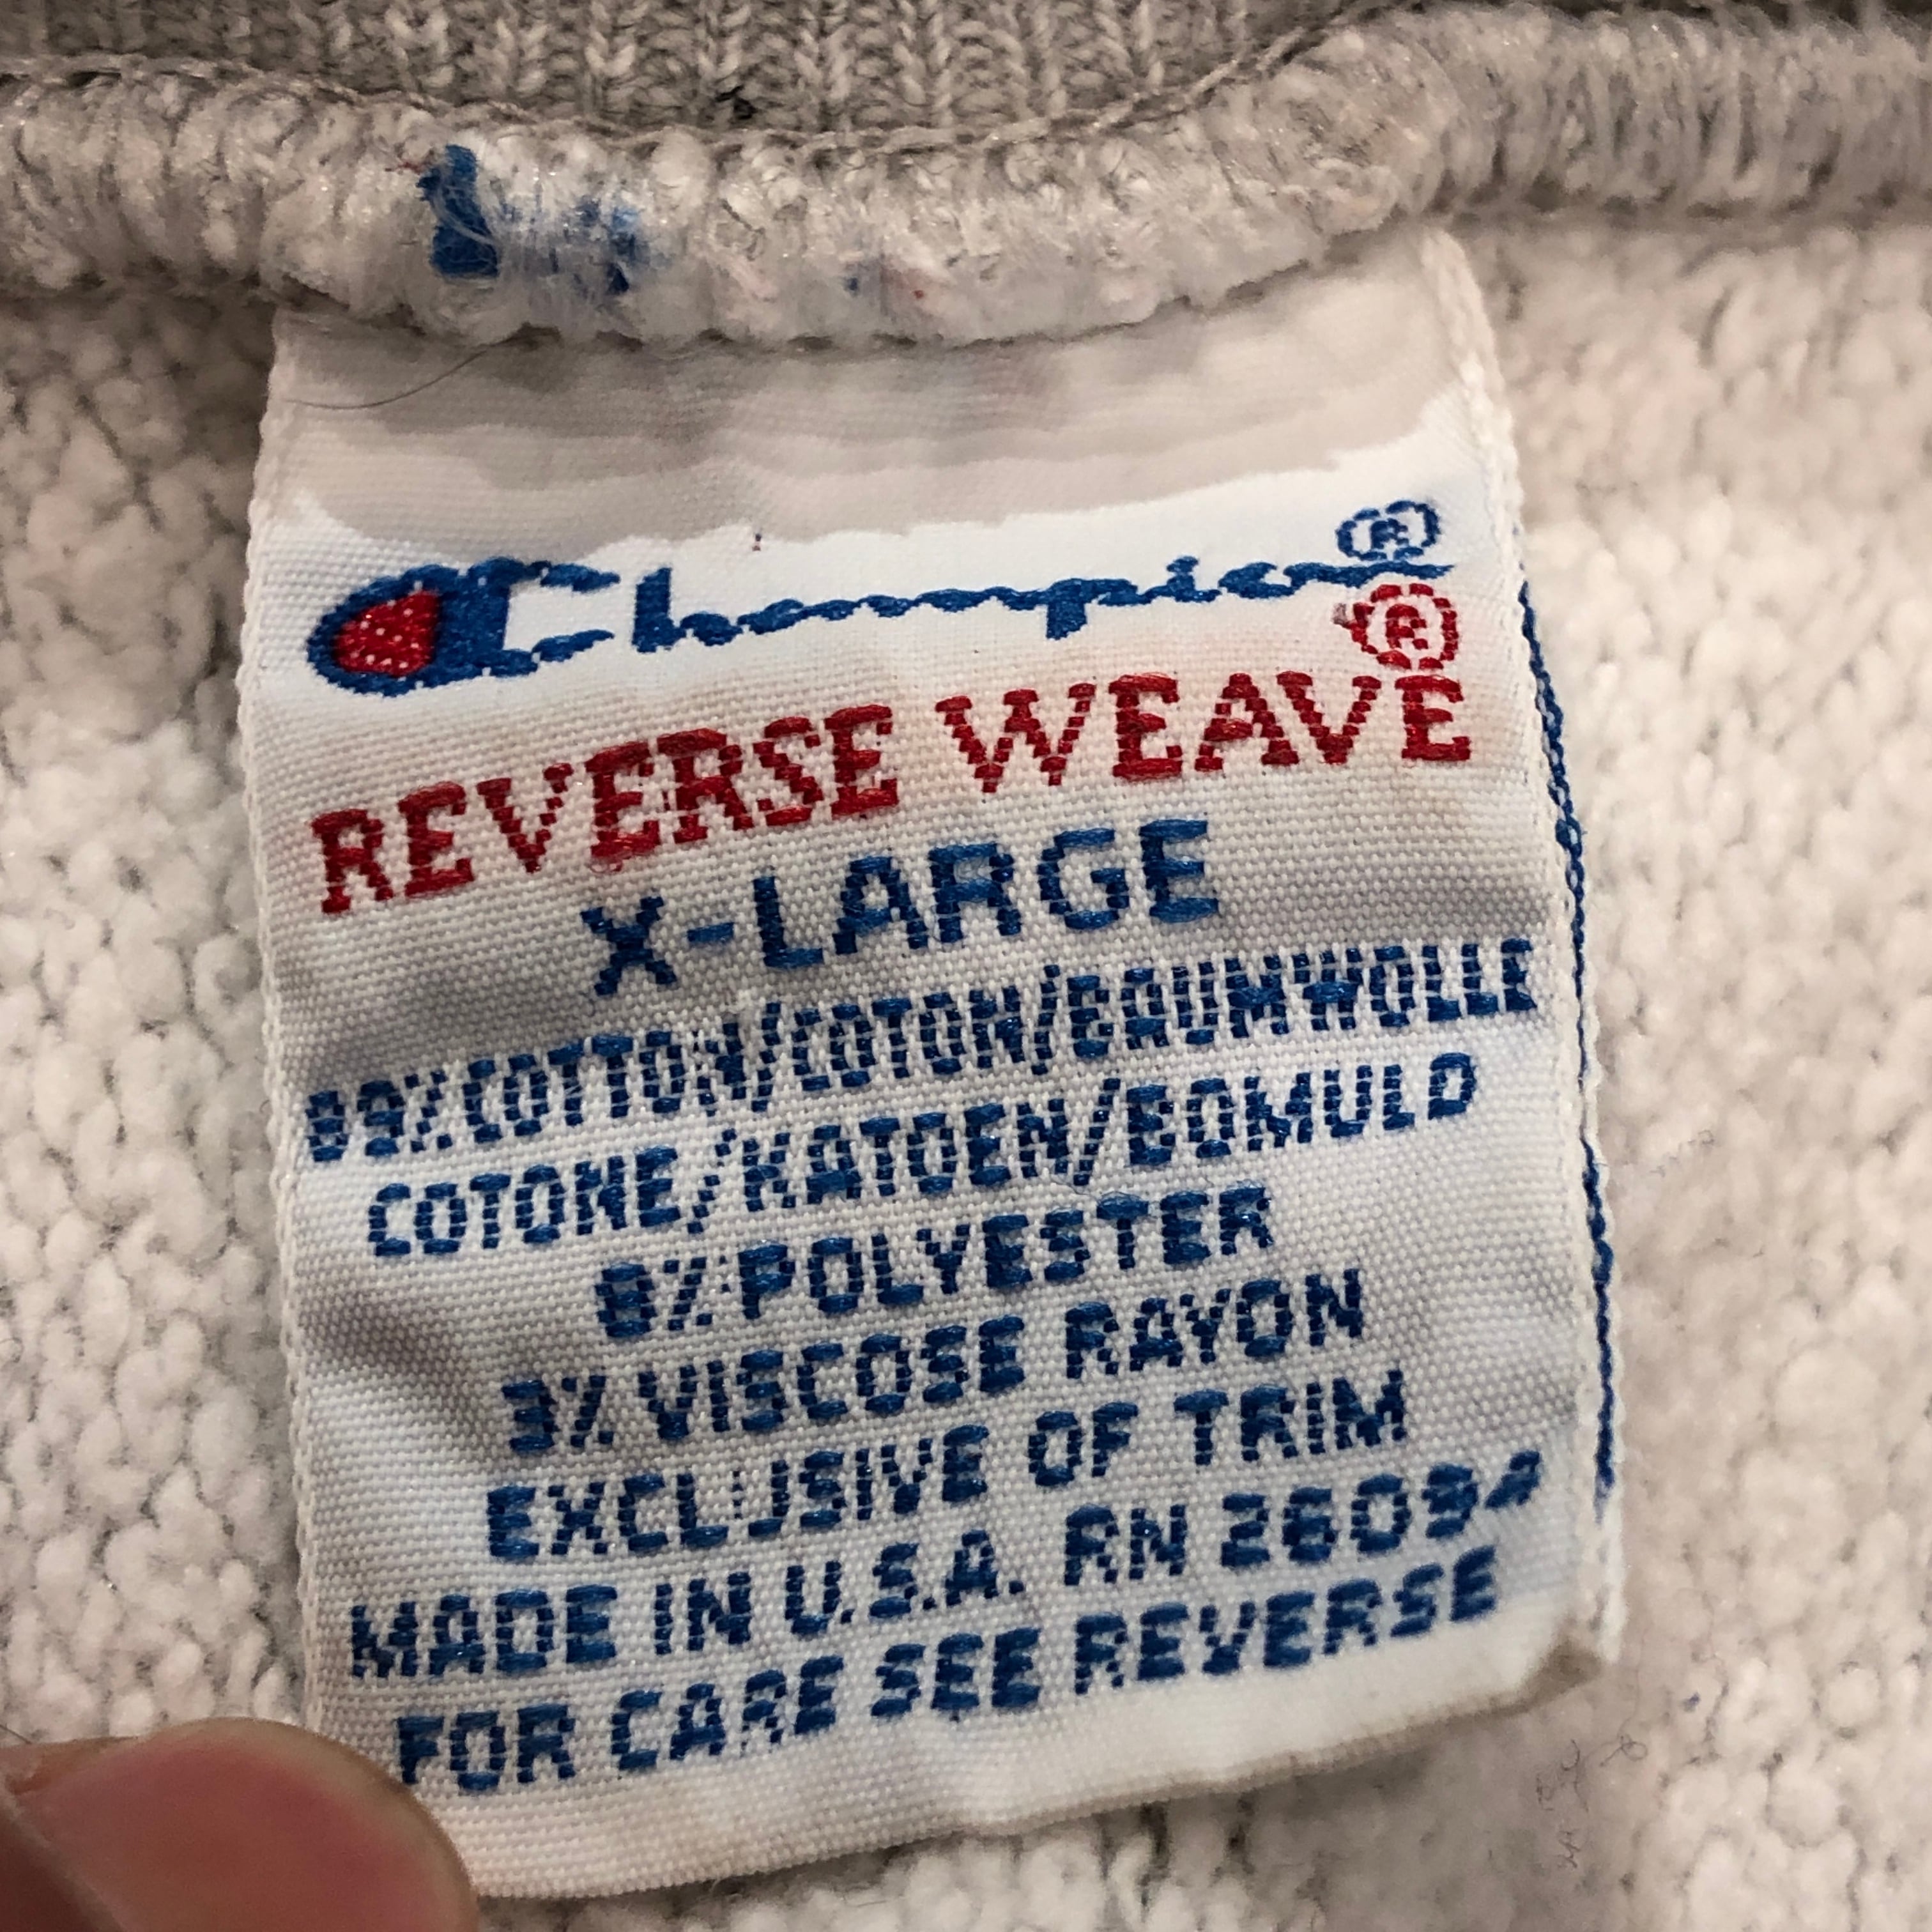 Champion®
®
REVERSE WEAVE
X-LARGE
89% COTTON/COTON/BAUMWOLLE
COTONE/KATOEN/BOMULD
8% POLYESTER
3% VISCOSE RAYON
EXCLUSIVE OF TRIM
MADE IN U.S.A. RN 26094
FOR CARE SEE REVERSE